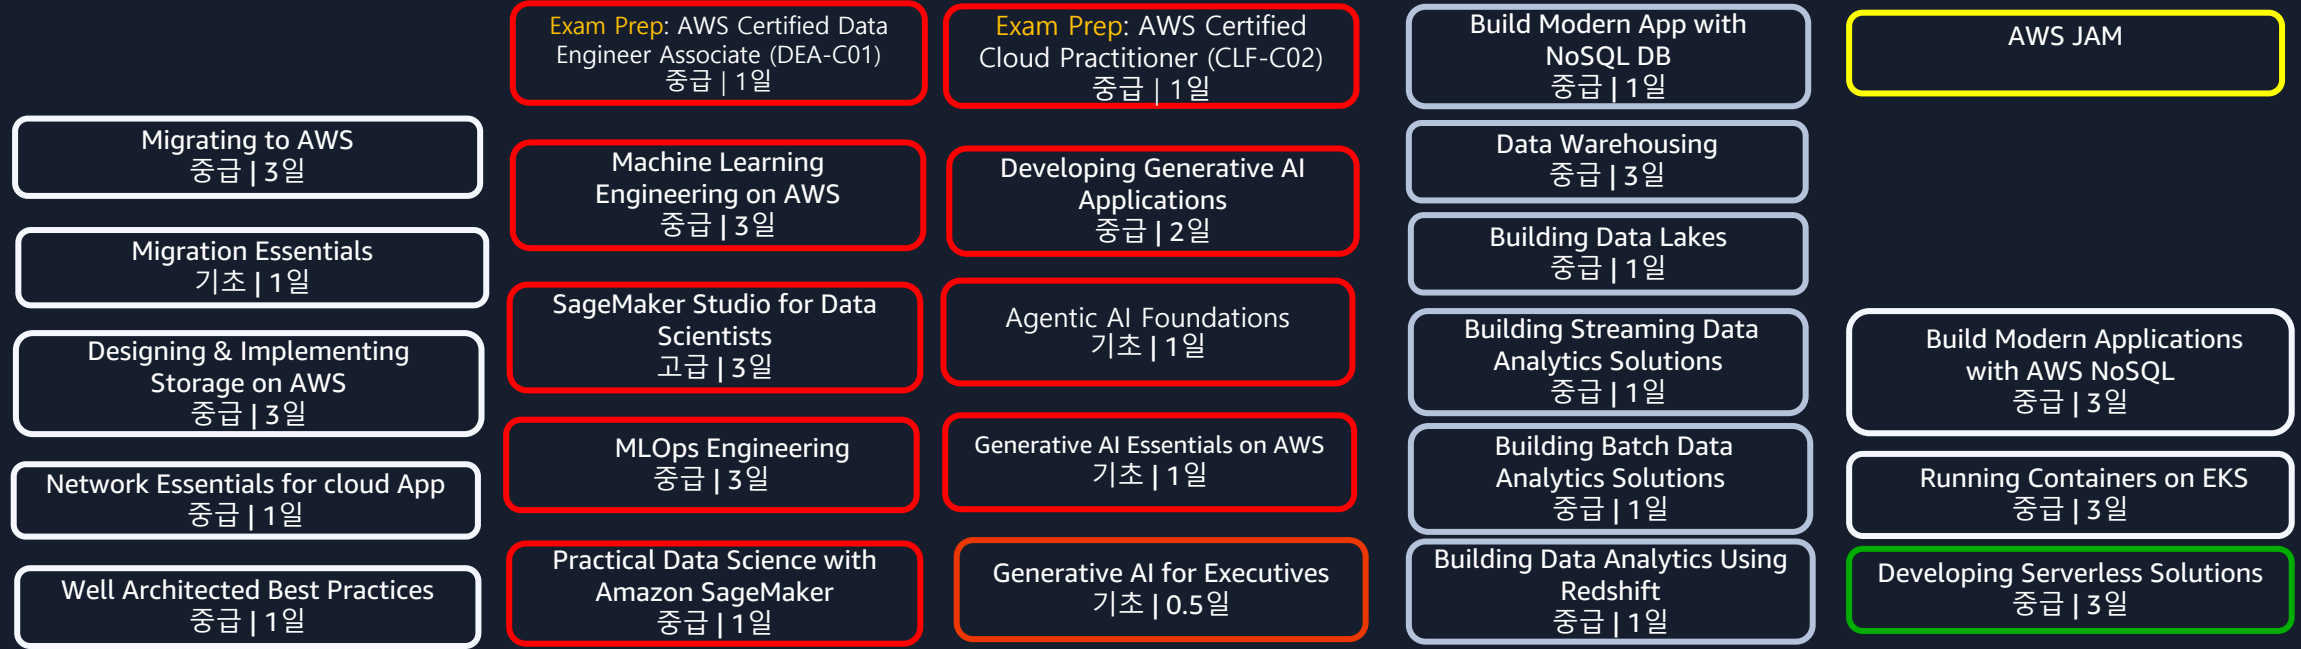 Migrating to AWS
중급 | 3일
Migration Essentials
기초 | 1일
Designing & Implementing
Storage on AWS
중급 | 3일
Network Essentials for cloud App
중급 | 1일
Well Architected Best Practices
중급 | 1일
Exam Prep: AWS Certified Data
Engineer Associate (DEA-C01)
중급 | 1일
Machine Learning
Engineering on AWS
중급 | 3일
SageMaker Studio for Data
Scientists
고급 | 3일
MLOps Engineering
중급 | 3일
Practical Data Science with
Amazon SageMaker
중급 | 1일
Exam Prep: AWS Certified
Cloud Practitioner (CLF-C02)
중급 | 1일
Developing Generative AI
Applications
중급 | 2일
Agentic AI Foundations
기초 | 1일
Generative AI Essentials on AWS
기초 | 1일
Generative AI for Executives
기초 | 0.5일
Build Modern App with
NoSQL DB
중급 | 1일
Data Warehousing
중급 | 3일
Building Data Lakes
중급 | 1일
Building Streaming Data
Analytics Solutions
중급 | 1일
Building Batch Data
Analytics Solutions
중급 | 1일
Building Data Analytics Using
Redshift
중급 | 1일
AWS JAM
Build Modern Applications
with AWS NoSQL
중급 | 3일
Running Containers on EKS
중급 | 3일
Developing Serverless Solutions
중급 | 3일